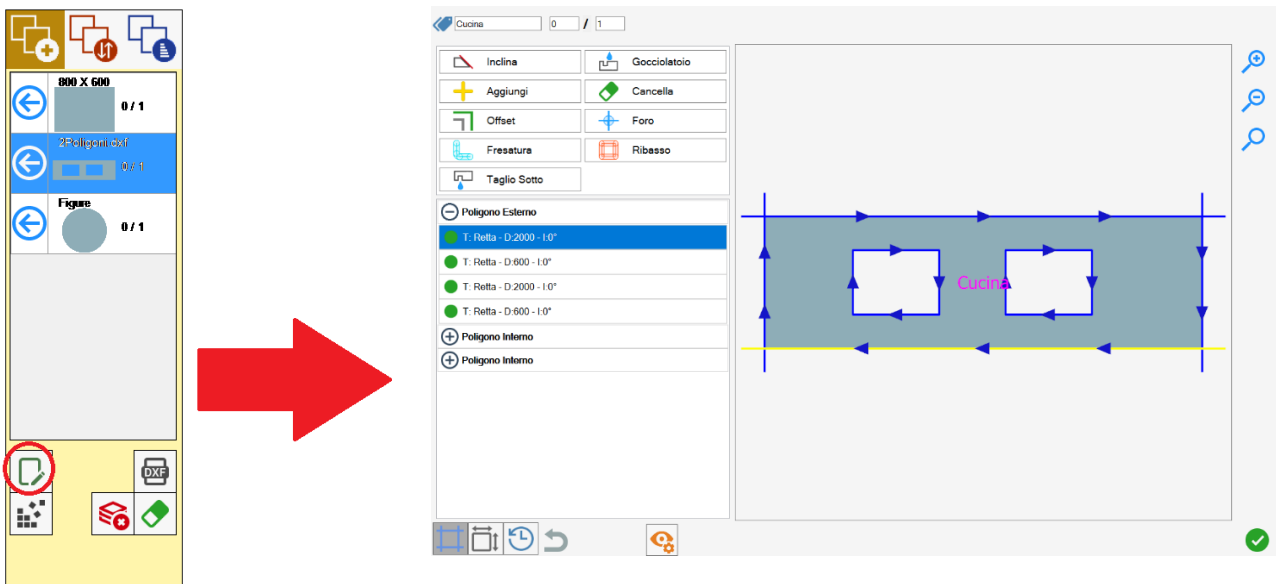 800 X 600
0 / 1
2Poligoni dxf
0 / 1
Figure
0 / 1
DXF
Cucina 0 / 1
Inclina Gocciolatoio
Aggiungi Cancella
Offset Foro
Fresatura Ribasso
Taglio Sotto
Poligono Esterno
T: Retta - D:2000 - I:0°
T: Retta - D:600 - I:0°
T: Retta - D:2000 - I:0°
T: Retta - D:600 - I:0°
Poligono Interno
Poligono Interno
Cucina